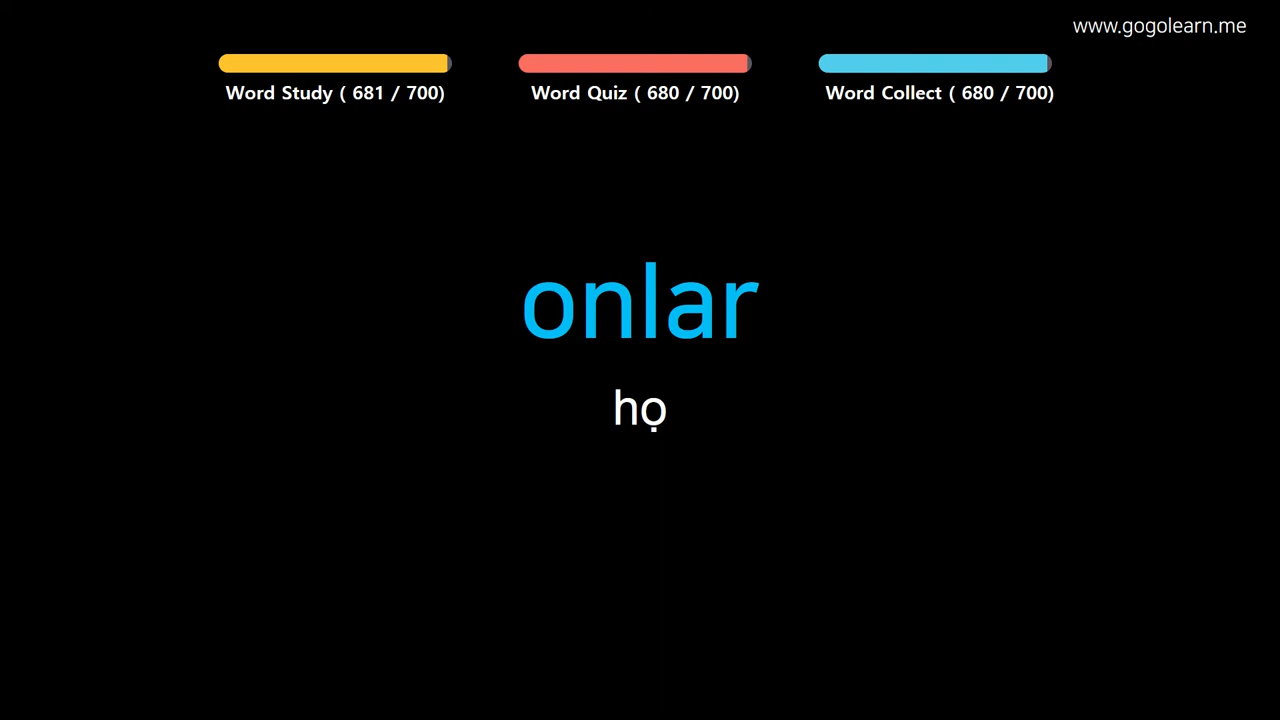 www.gogolearn.me
Word Study ( 681 / 700)
Word Quiz ( 680 / 700)
Word Collect ( 680 / 700)
onlar
họ